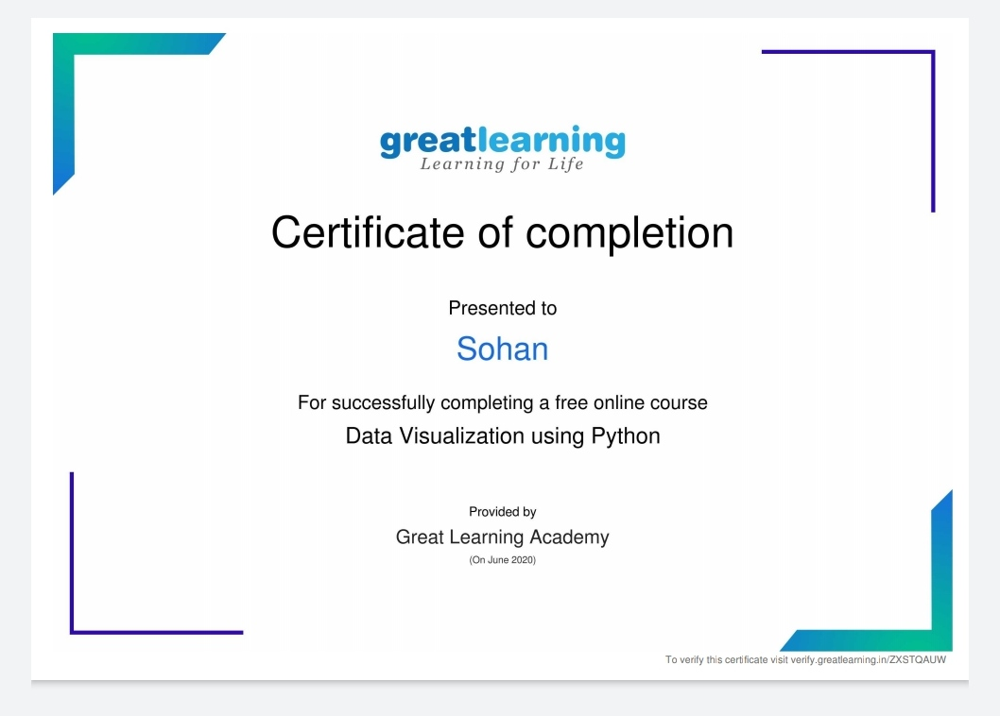 greatlearning
Learning for Life
Certificate of completion
Presented to
Sohan
For successfully completing a free online course
Data Visualization using Python
Provided by
Great Learning Academy
(On June 2020)
To verify this certificate visit verify.greatlearning.in/ZXSTQAUW